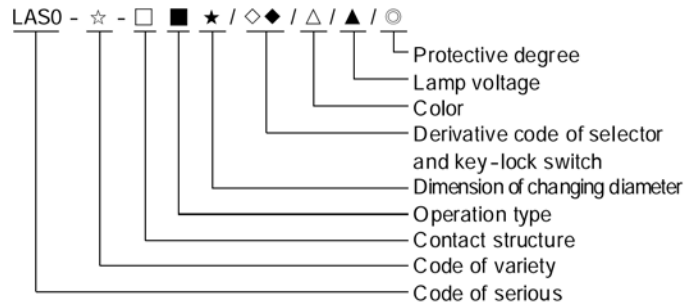 LAS0 - ☆ - □ ■ ★ / ◇◆ / △ / ▲ / ◎
Protective degree
Lamp voltage
Color
Derivative code of selector
and key-lock switch
Dimension of changing diameter
Operation type
Contact structure
Code of variety
Code of serious